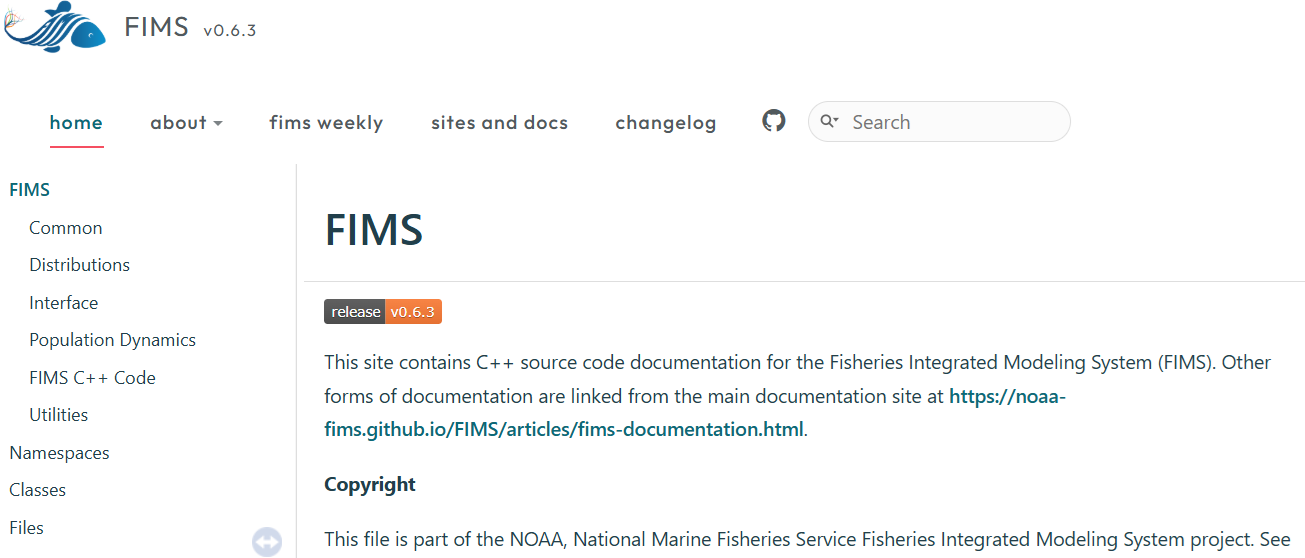 FIMS v0.6.3
home about fims weekly sites and docs changelog Search
FIMS
Common
Distributions
Interface
Population Dynamics
FIMS C++ Code
Utilities
Namespaces
Classes
Files
FIMS
release v0.6.3
This site contains C++ source code documentation for the Fisheries Integrated Modeling System (FIMS). Other
forms of documentation are linked from the main documentation site at https://noaa-
fims.github.io/FIMS/articles/fims-documentation.html.
Copyright
This file is part of the NOAA, National Marine Fisheries Service Fisheries Integrated Modeling System project. See